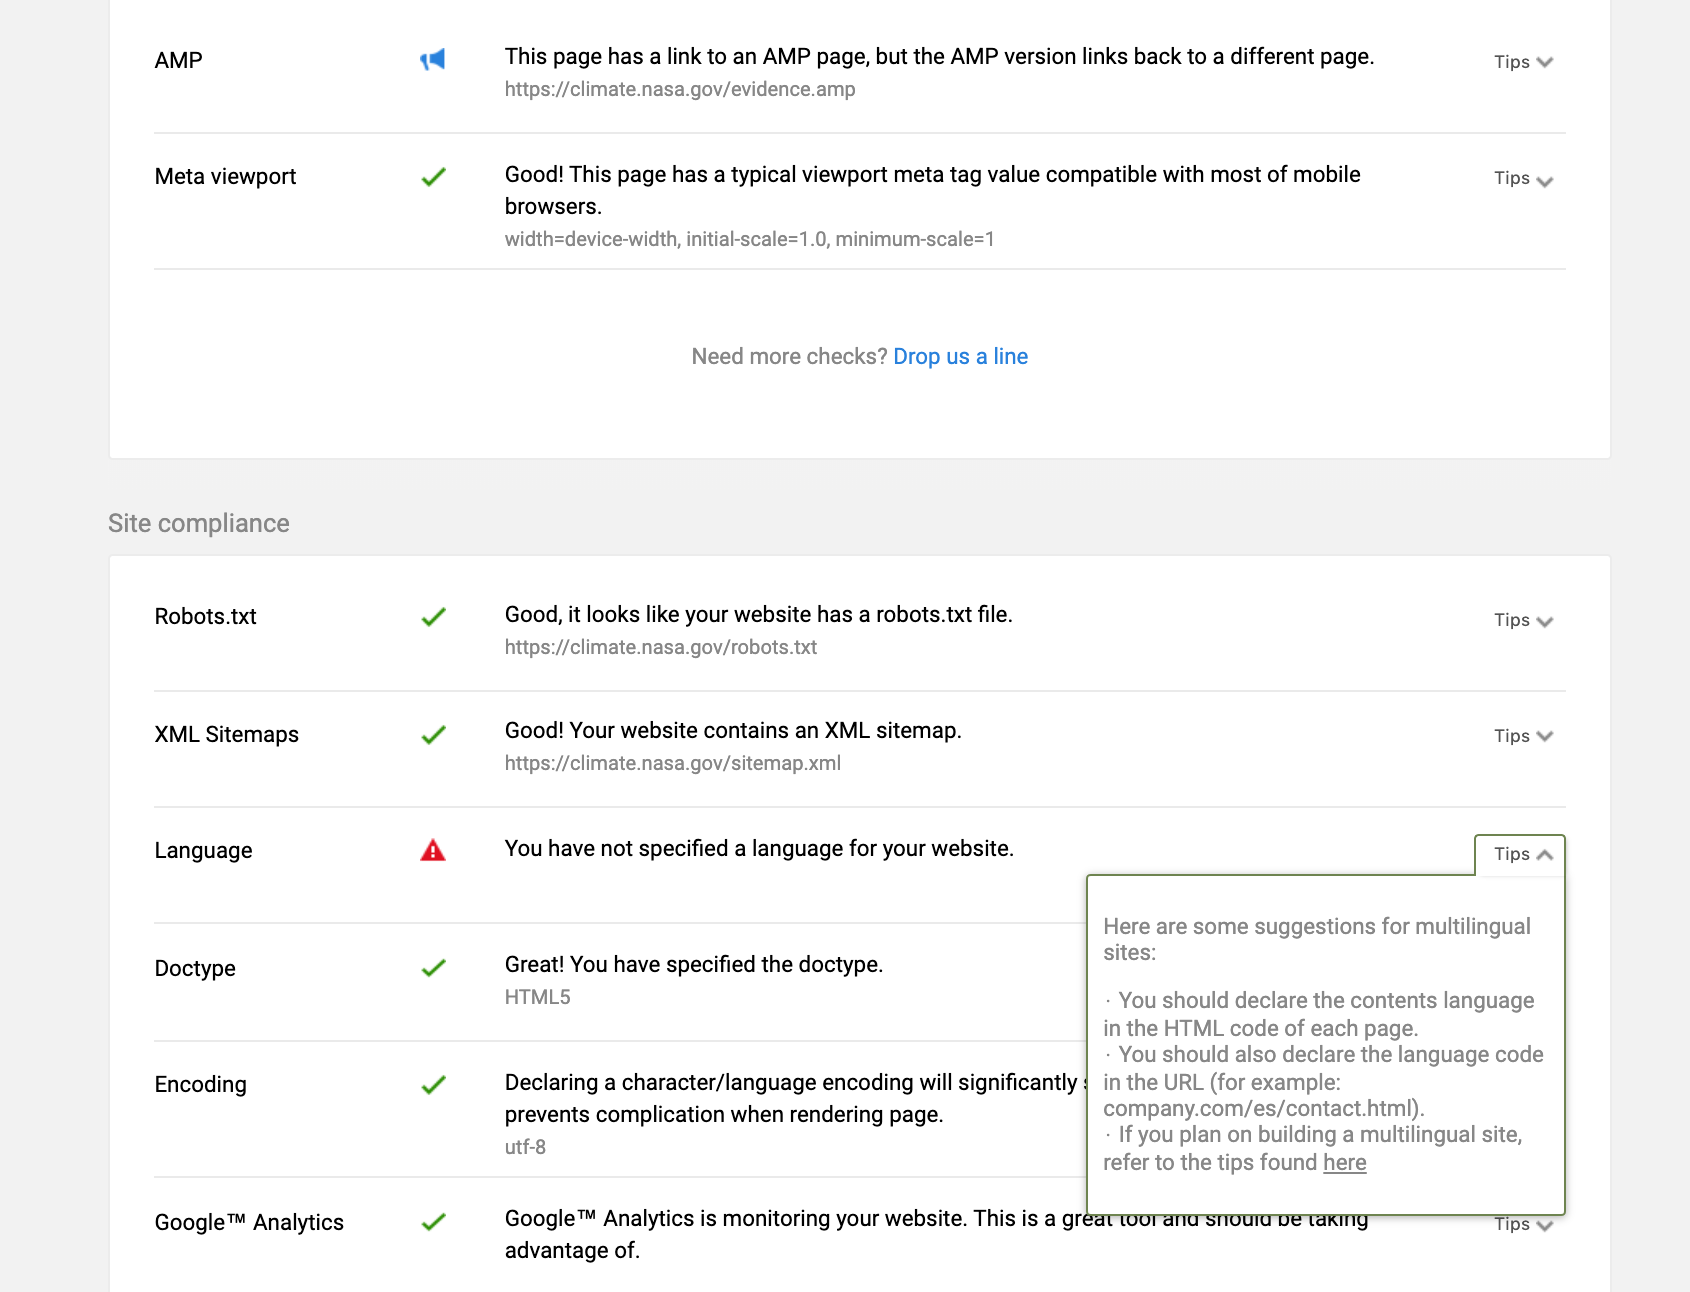 AMP
This page has a link to an AMP page, but the AMP version links back to a different page.
Tips
https://climate.nasa.gov/evidence.amp
Meta viewport
Good! This page has a typical viewport meta tag value compatible with most of mobile
browsers.
Tips
width=device-width, initial-scale=1.0, minimum-scale=1
Need more checks? Drop us a line
Site compliance
Robots.txt
Good, it looks like your website has a robots.txt file.
Tips
https://climate.nasa.gov/robots.txt
XML Sitemaps
Good! Your website contains an XML sitemap.
Tips
https://climate.nasa.gov/sitemap.xml
Language
You have not specified a language for your website.
Tips
Here are some suggestions for multilingual
sites:
· You should declare the contents language
in the HTML code of each page.
· You should also declare the language code
in the URL (for example:
company.com/es/contact.html).
· If you plan on building a multilingual site,
refer to the tips found here
Doctype
Great! You have specified the doctype.
HTML5
Encoding
Declaring a character/language encoding will significantly
prevents complication when rendering page.
utf-8
Google™ Analytics
Google™ Analytics is monitoring your website. This is a great tool and should be taking
advantage of.
Tips